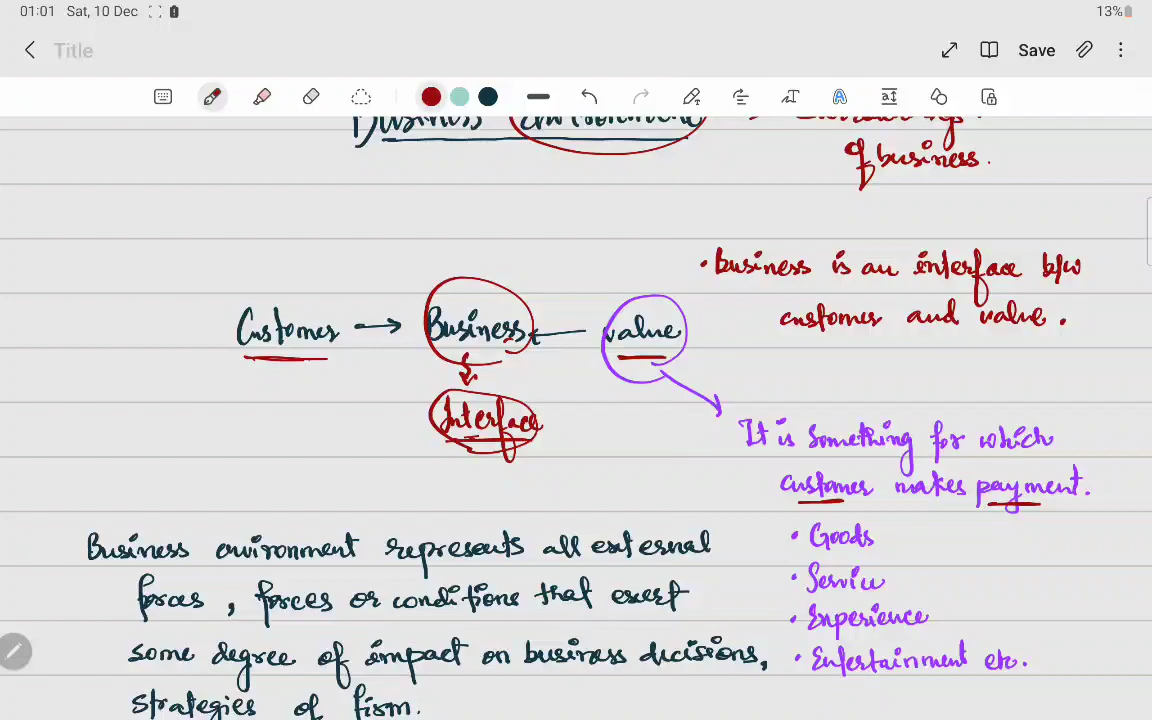 01:01 Sat, 10 Dec
13%
Title
Save
Business Environment
of business.
• business is an interface b/w
customer and value.
Customer → Business ← value
Interface
It is something for which
customer makes payment.
• Goods
• Service
• Experience
• Entertainment etc.
Business environment represents all external
forces, forces or conditions that exert
some degree of impact on business decisions,
strategies of firm.